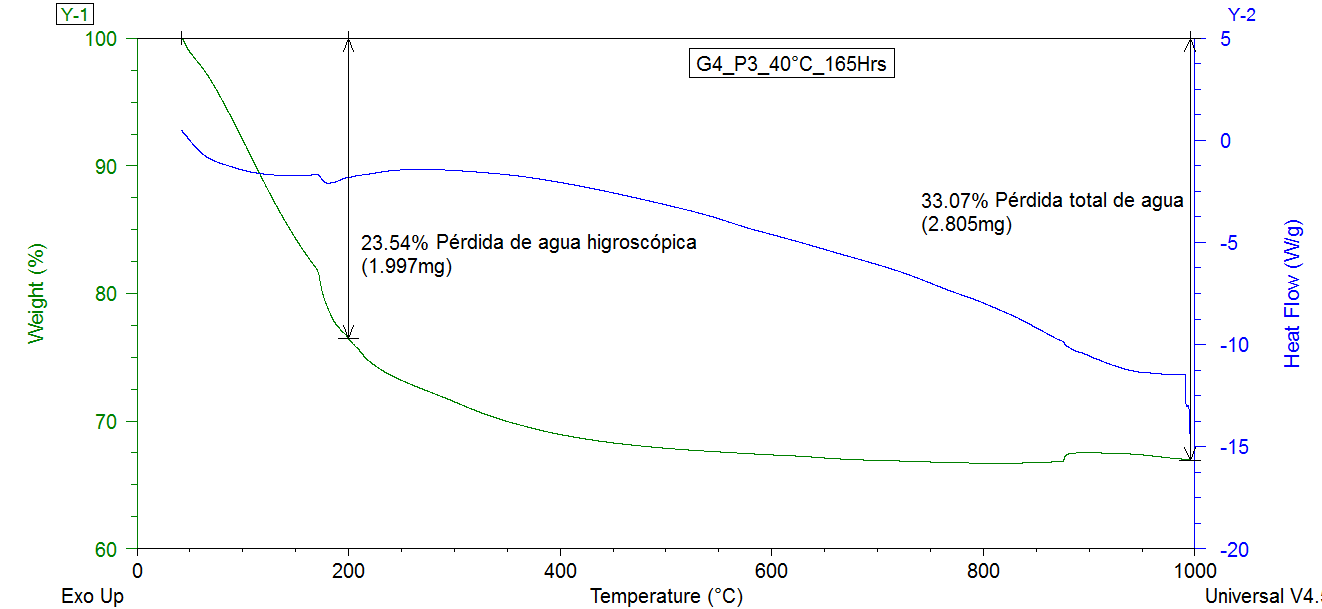 Y-1
Y-2
100
90
80
70
60
Weight (%)
G4_P3_40°C_165Hrs
23.54% Pérdida de agua higroscópica
(1.997mg)
33.07% Pérdida total de agua
(2.805mg)
5
0
-5
-10
-15
-20
Heat Flow (W/g)
0
200
400
600
800
1000
Exo Up
Temperature (°C)
Universal V4.